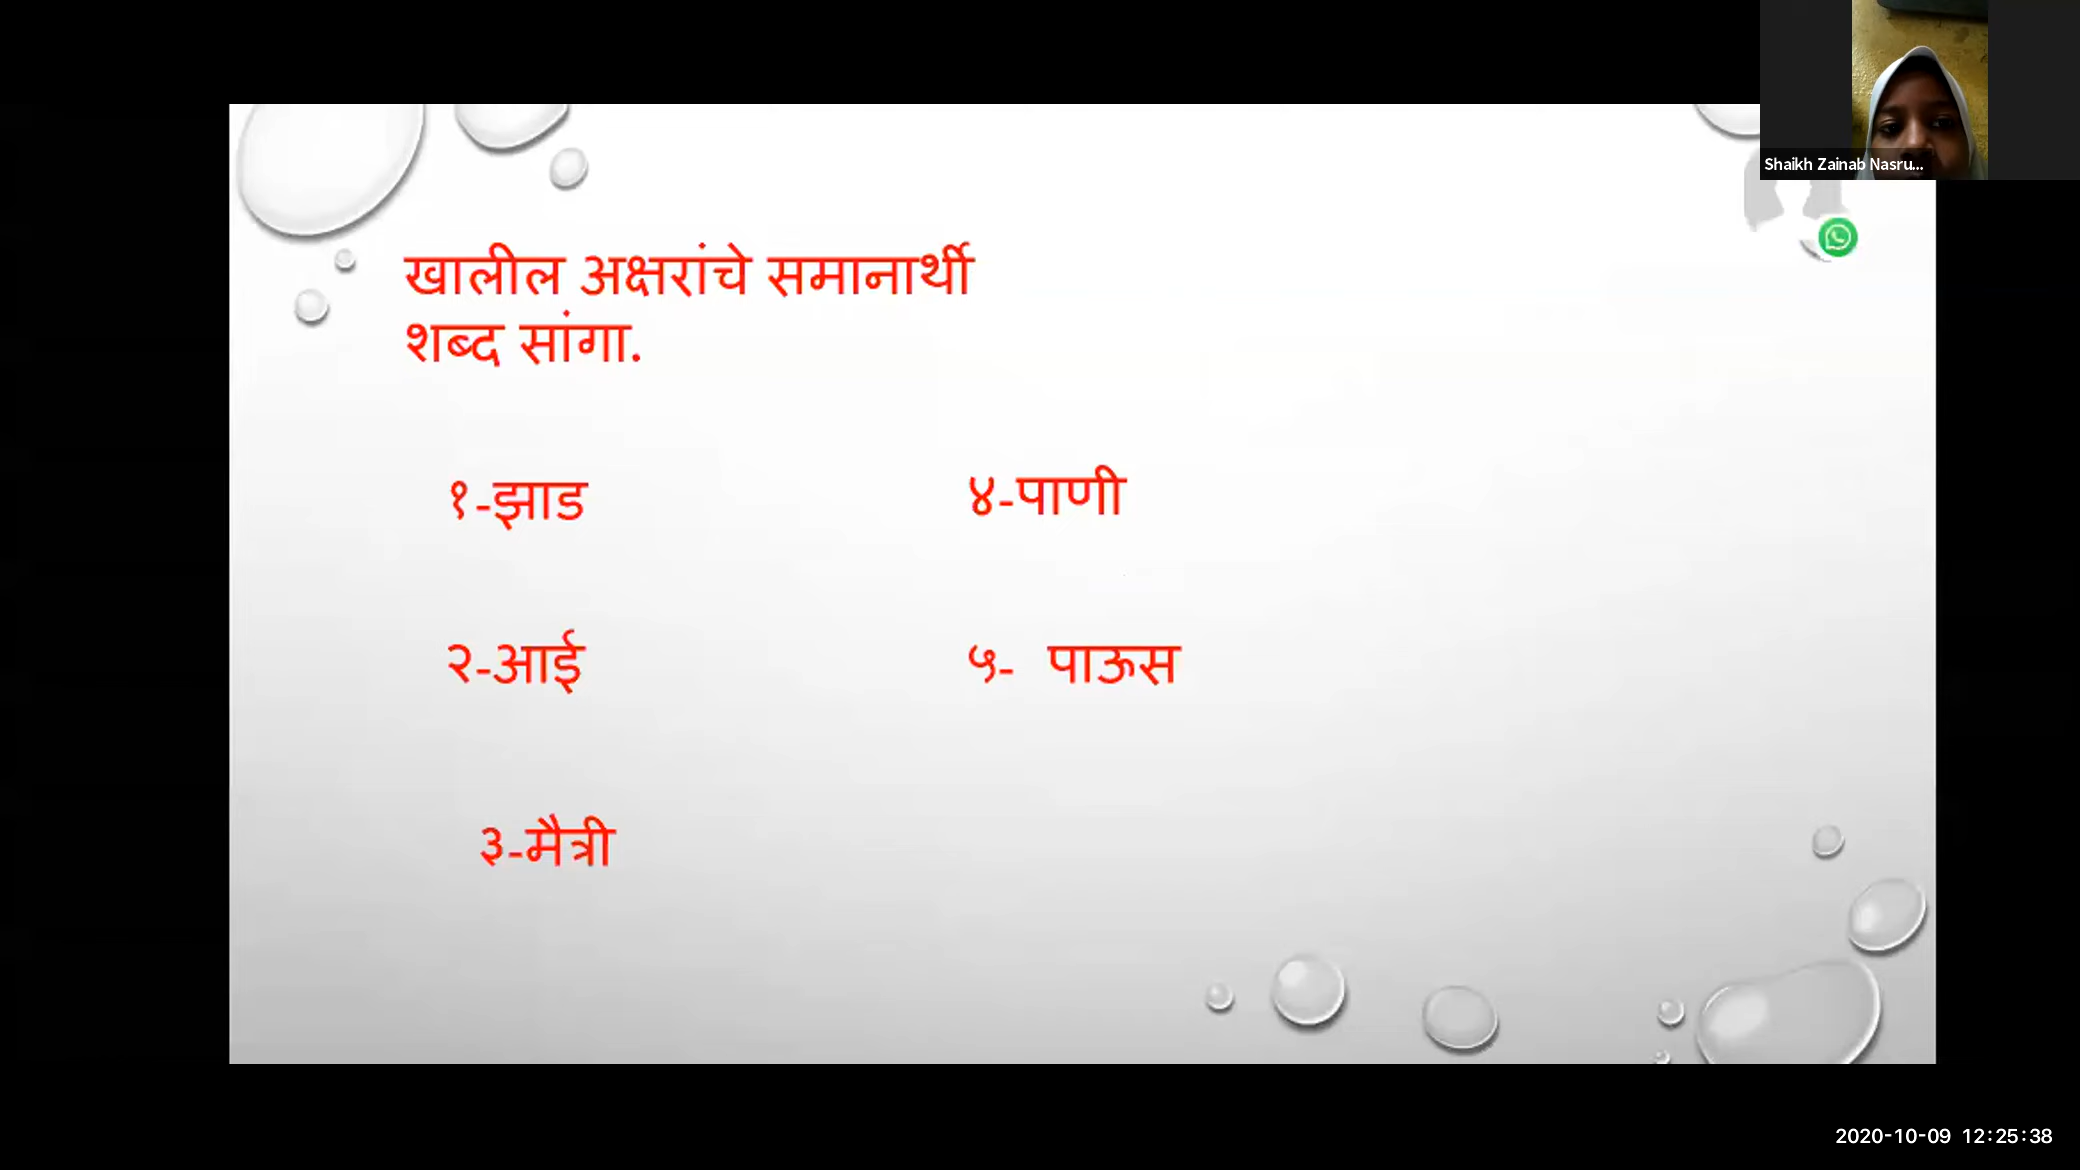 Shaikh Zainab Nasru...
खालील अक्षरांचे समानार्थी
शब्द सांगा.
१-झाड
२-आई
३-मैत्री
४-पाणी
५- पाऊस
2020-10-09 12:25:38